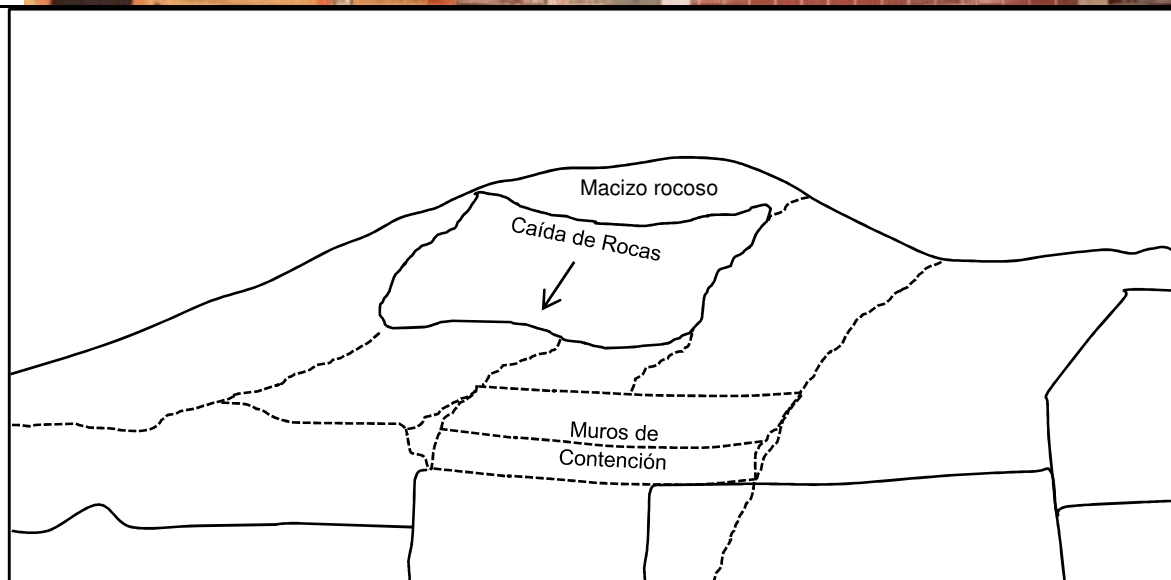 Macizo rocoso
Caída de Rocas
Muros de
Contención